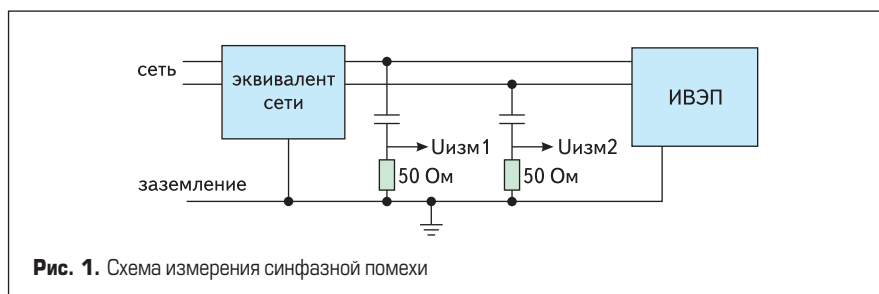 сеть
эквивалент
сети
ИВЭП
Uизм1
Uизм2
50 Ом
50 Ом
заземление
Рис. 1. Схема измерения синфазной помехи